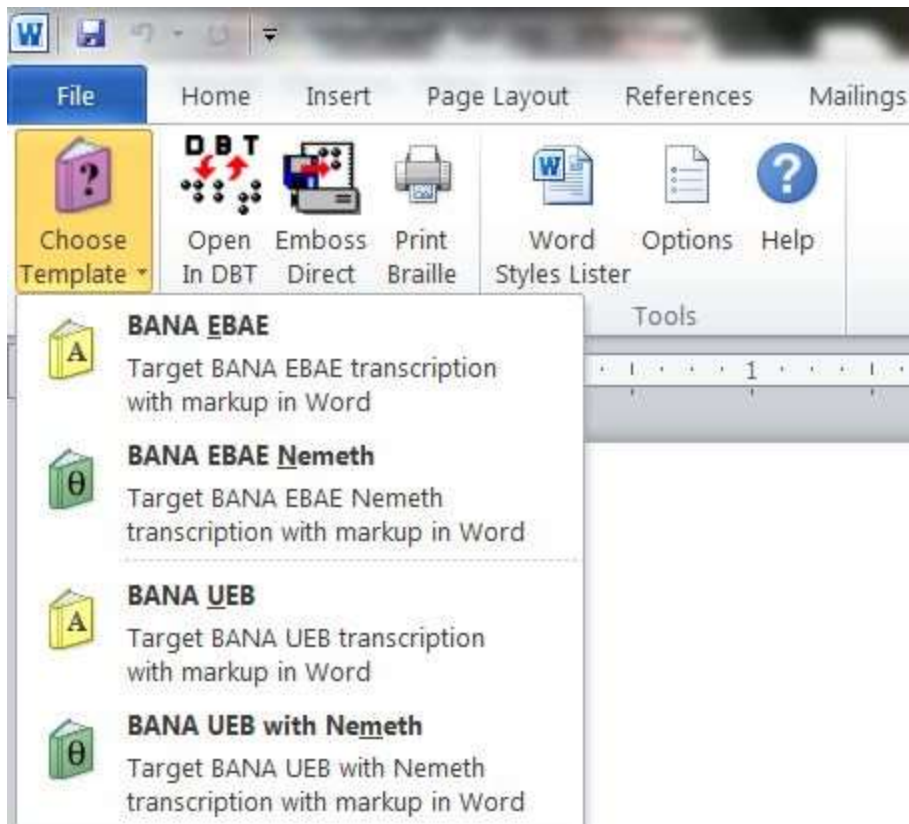 W
File Home Insert Page Layout References Mailings
?
D B T
W
?
Choose Template
Open In DBT
Emboss Direct
Print Braille
Word Styles Lister
Options
Help
Tools
1
A
BANA EBAE
Target BANA EBAE transcription
with markup in Word
θ
BANA EBAE Nemeth
Target BANA EBAE Nemeth
transcription with markup in Word
A
BANA UEB
Target BANA UEB transcription
with markup in Word
θ
BANA UEB with Nemeth
Target BANA UEB with Nemeth
transcription with markup in Word